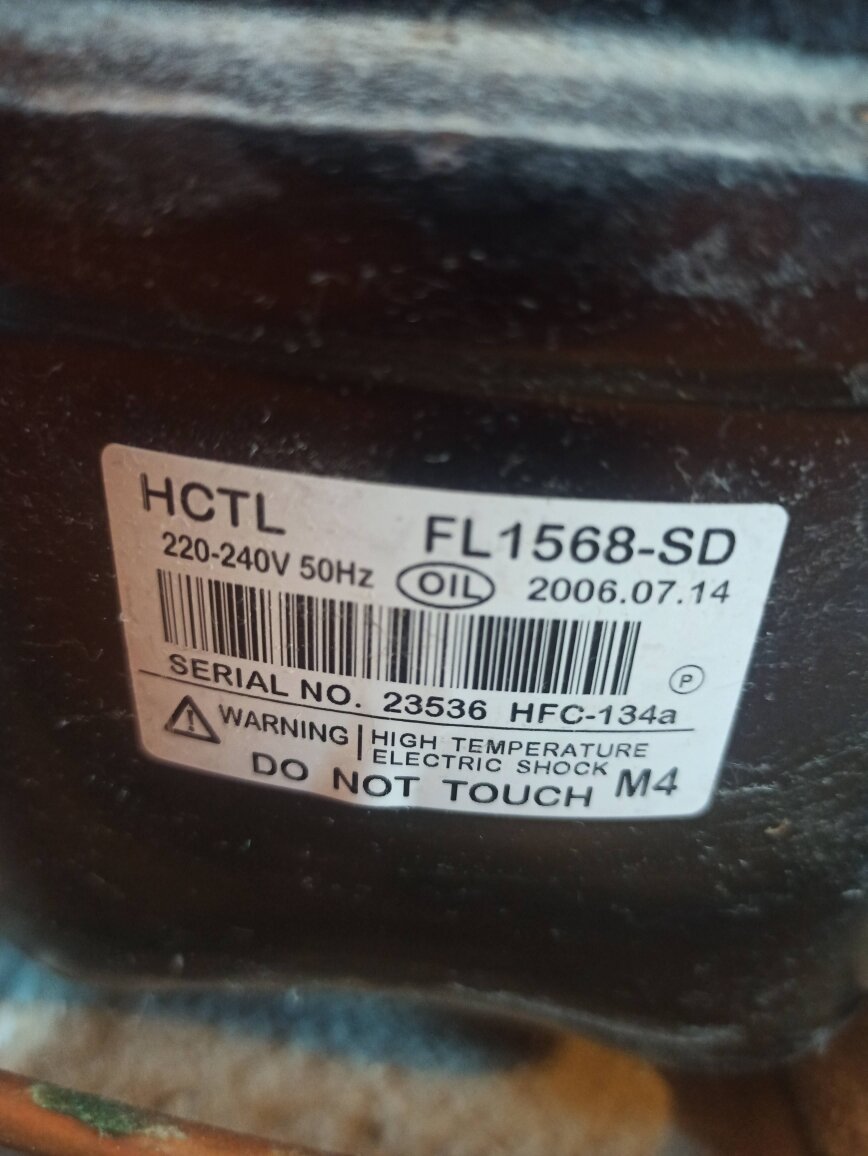 HCTL FL1568-SD
220-240V 50Hz OIL 2006.07.14
P
SERIAL NO. 23536 HFC-134a
WARNING HIGH TEMPERATURE
ELECTRIC SHOCK
DO NOT TOUCH M4